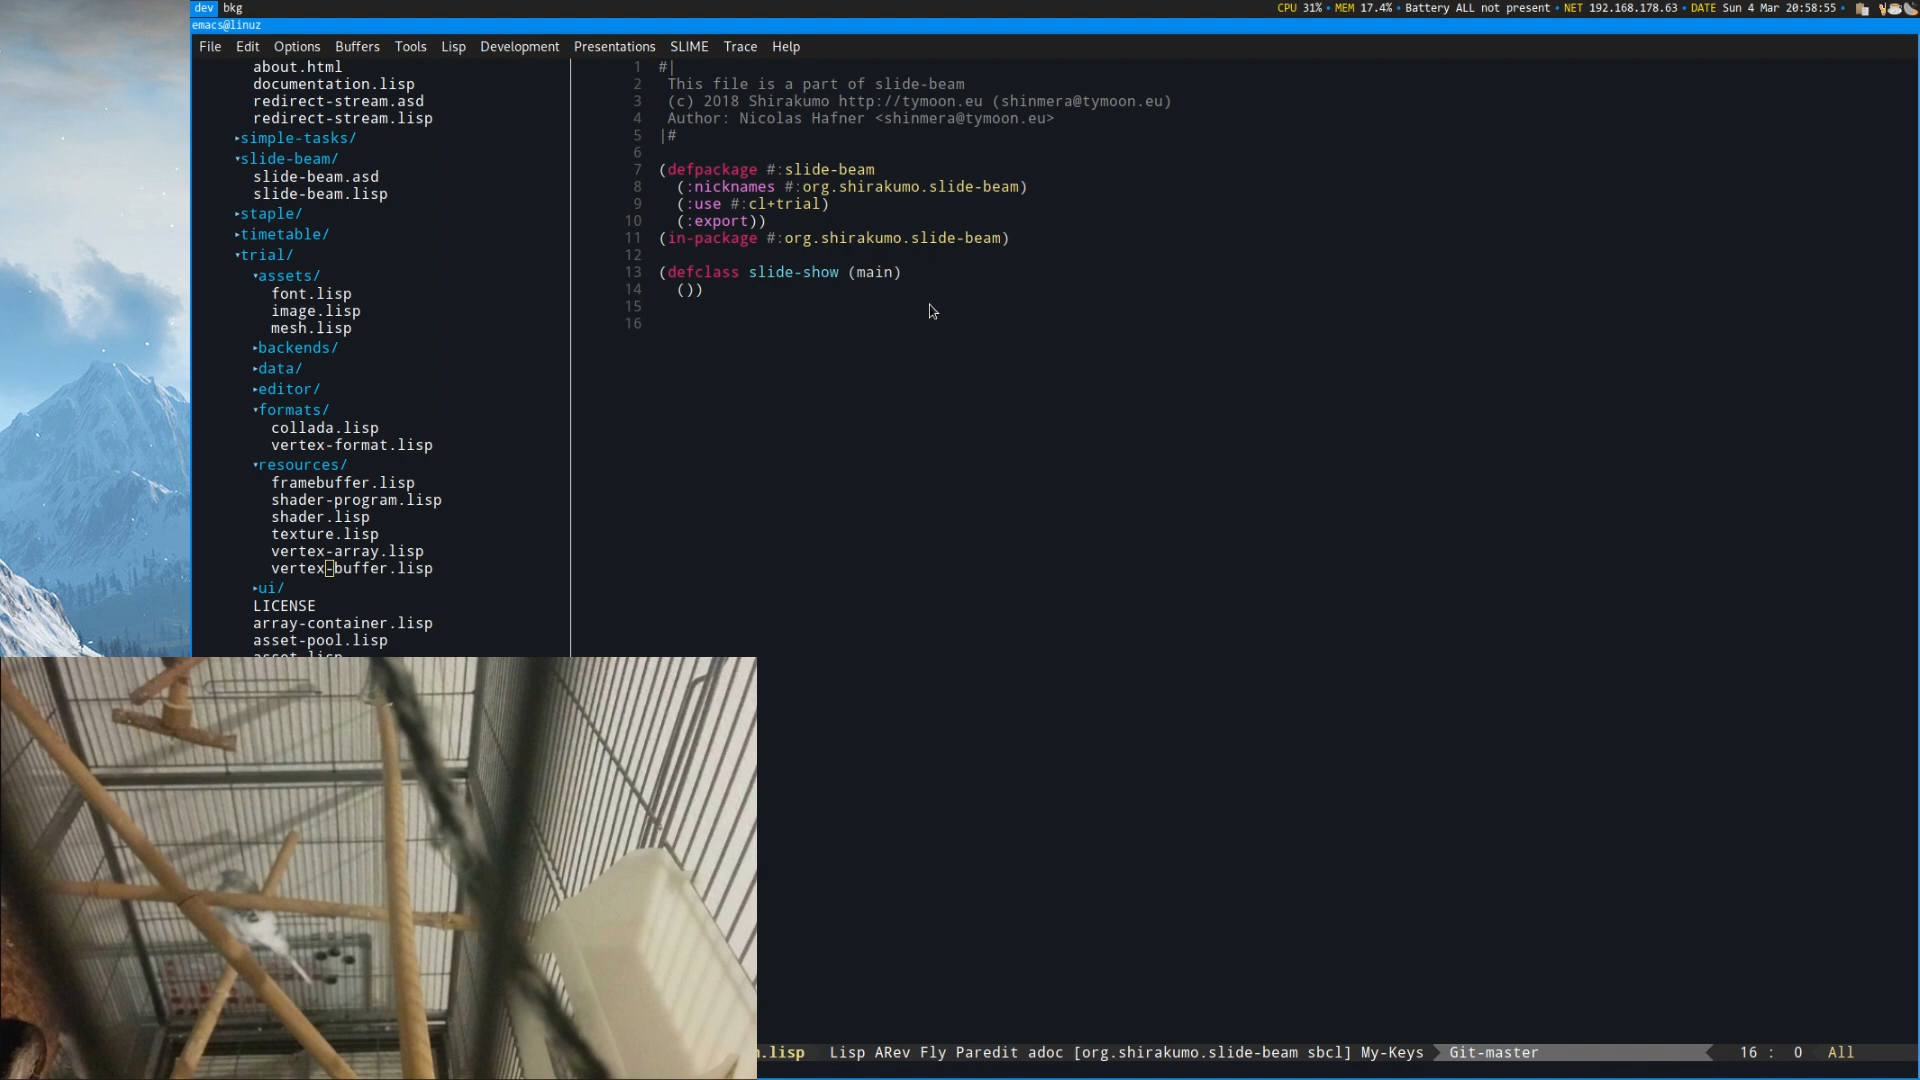 dev bkg
CPU 31% • MEM 17.4% • Battery ALL not present • NET 192.168.178.63 • DATE Sun 4 Mar 20:58:55 •
emacs@linuz
File Edit Options Buffers Tools Lisp Development Presentations SLIME Trace Help
about.html
documentation.lisp
redirect-stream.asd
redirect-stream.lisp
▸simple-tasks/
▾slide-beam/
slide-beam.asd
slide-beam.lisp
▸staple/
▸timetable/
▾trial/
▾assets/
font.lisp
image.lisp
mesh.lisp
▸backends/
▸data/
▸editor/
▾formats/
collada.lisp
vertex-format.lisp
▾resources/
framebuffer.lisp
shader-program.lisp
shader.lisp
texture.lisp
vertex-array.lisp
vertex-buffer.lisp
▸ui/
LICENSE
array-container.lisp
asset-pool.lisp
asset.lisp
1 #|
2 This file is a part of slide-beam
3 (c) 2018 Shirakumo http://tymoon.eu (shinmera@tymoon.eu)
4 Author: Nicolas Hafner <shinmera@tymoon.eu>
5 |#
6
7 (defpackage #:slide-beam
8 (:nicknames #:org.shirakumo.slide-beam)
9 (:use #:cl+trial)
10 (:export))
11 (in-package #:org.shirakumo.slide-beam)
12
13 (defclass slide-show (main)
14 ())
15
16
.lisp Lisp ARev Fly Paredit adoc [org.shirakumo.slide-beam sbcl] My-Keys Git-master 16 : 0 All